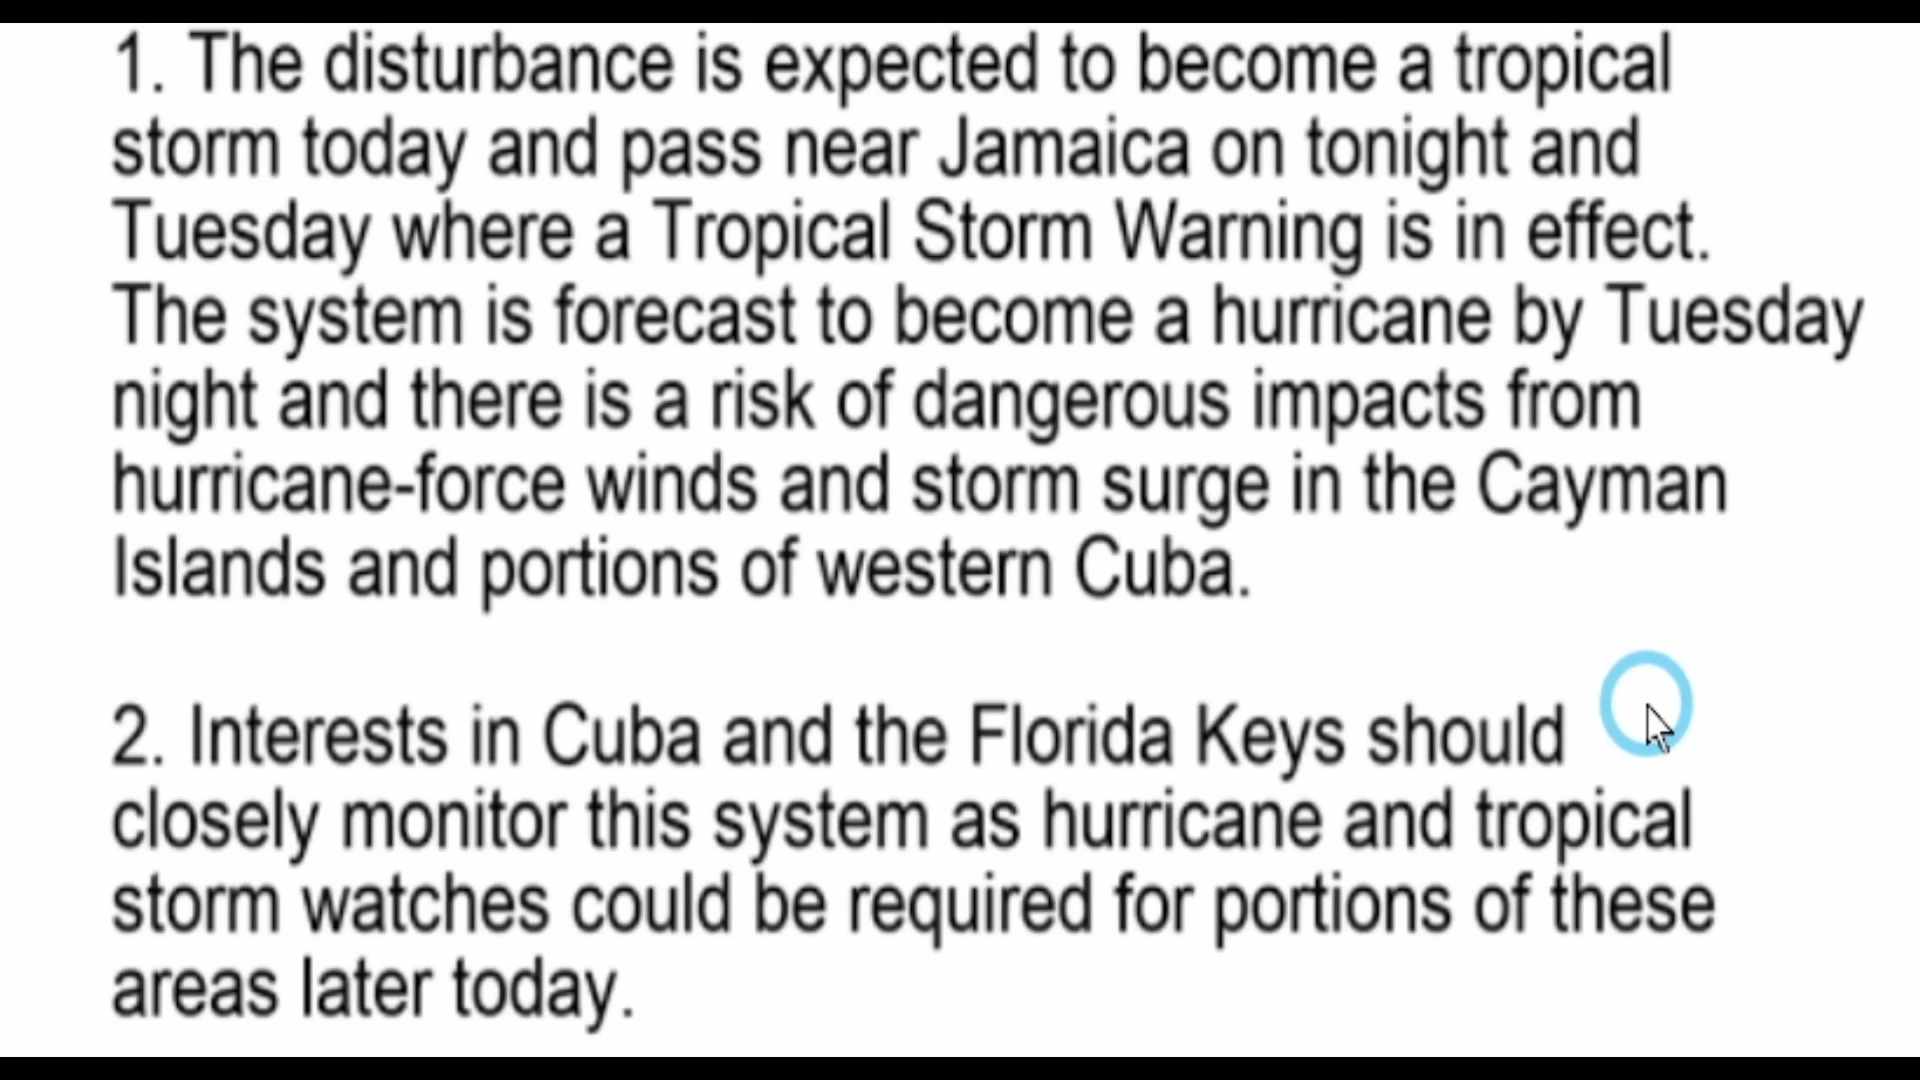 1. The disturbance is expected to become a tropical
storm today and pass near Jamaica on tonight and
Tuesday where a Tropical Storm Warning is in effect.
The system is forecast to become a hurricane by Tuesday
night and there is a risk of dangerous impacts from
hurricane-force winds and storm surge in the Cayman
Islands and portions of western Cuba.
2. Interests in Cuba and the Florida Keys should
closely monitor this system as hurricane and tropical
storm watches could be required for portions of these
areas later today.